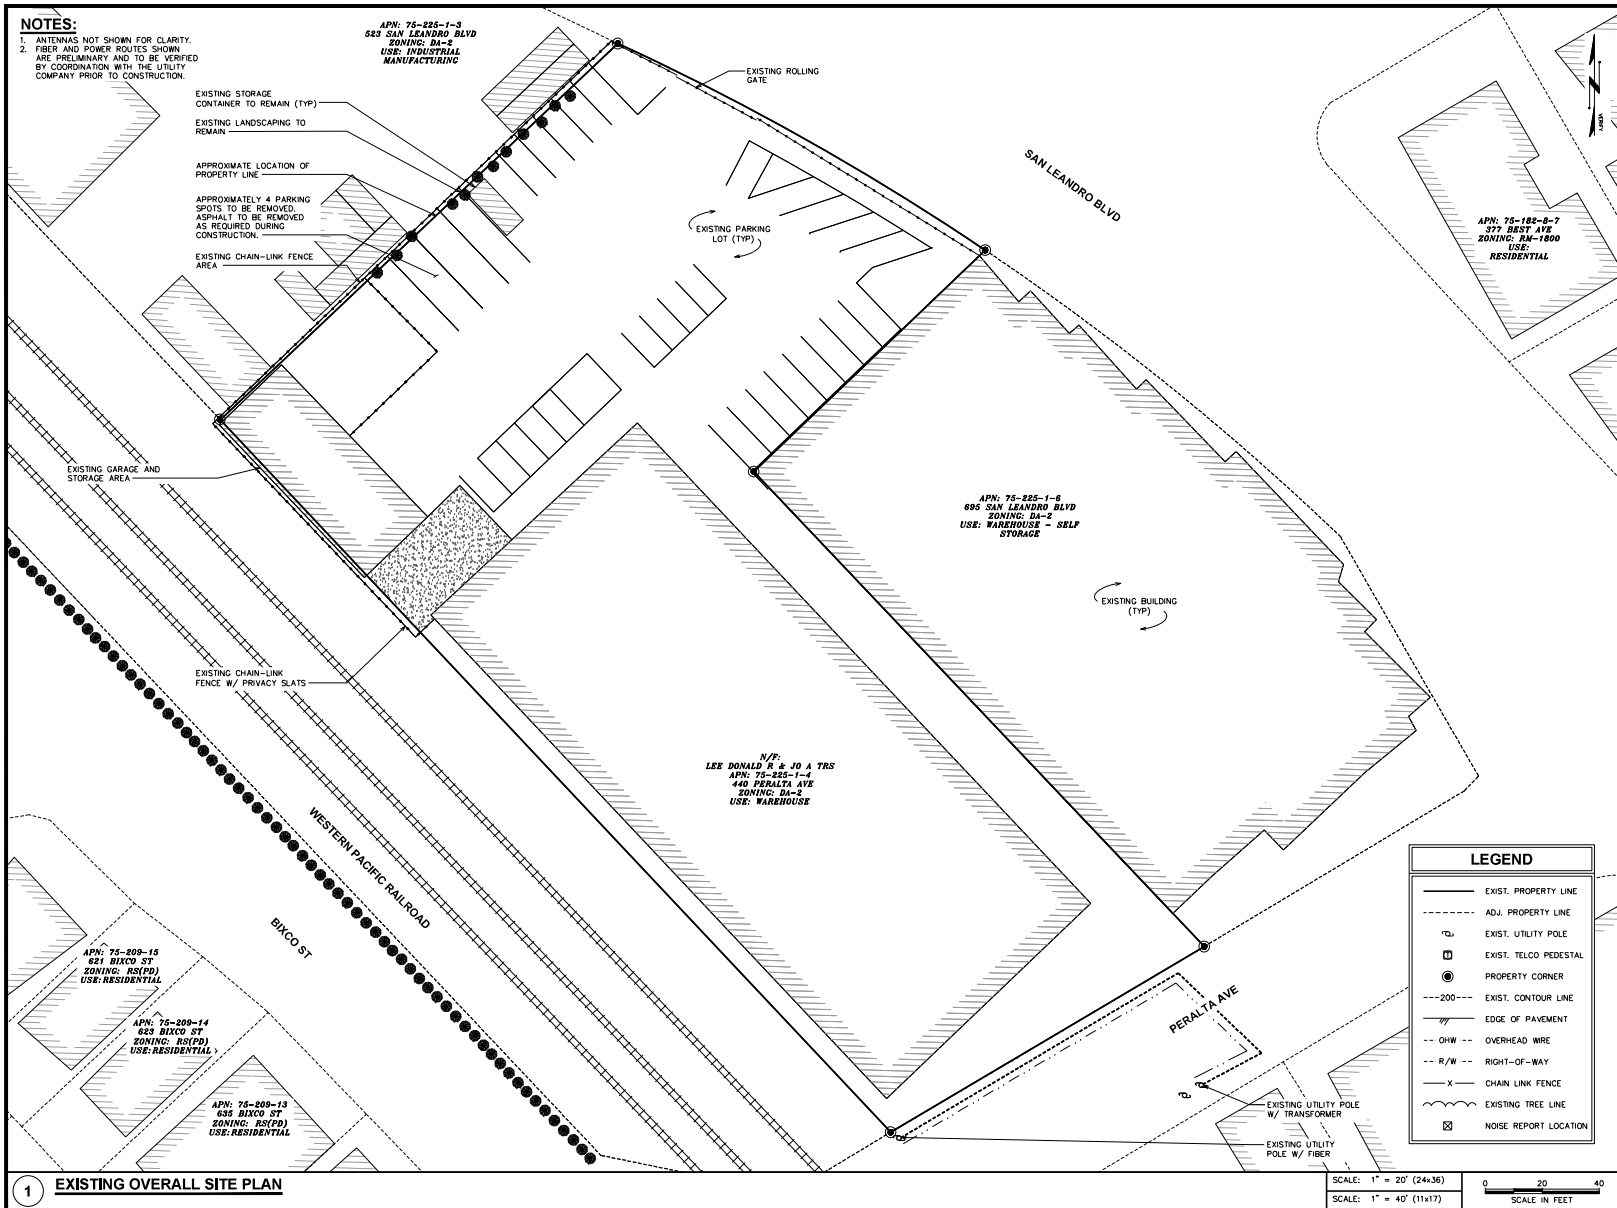 NOTES:
1. ANTENNAS NOT SHOWN FOR CLARITY.
2. FIBER AND POWER ROUTES SHOWN
ARE PRELIMINARY AND TO BE VERIFIED
BY COORDINATION WITH THE UTILITY
COMPANY PRIOR TO CONSTRUCTION.
APN: 75-225-1-3
523 SAN LEANDRO BLVD
ZONING: DA-2
USE: INDUSTRIAL
MANUFACTURING
EXISTING ROLLING
GATE
EXISTING STORAGE
CONTAINER TO REMAIN (TYP)
EXISTING LANDSCAPING TO
REMAIN
APPROXIMATE LOCATION OF
PROPERTY LINE
APPROXIMATELY 4 PARKING
SPOTS TO BE REMOVED.
ASPHALT TO BE REMOVED
AS REQUIRED DURING
CONSTRUCTION.
EXISTING CHAIN-LINK FENCE
AREA
EXISTING PARKING
LOT (TYP)
SAN LEANDRO BLVD
N
VERIFY
APN: 75-182-8-7
377 BEST AVE
ZONING: RM-1800
USE:
RESIDENTIAL
EXISTING GARAGE AND
STORAGE AREA
APN: 75-225-1-6
695 SAN LEANDRO BLVD
ZONING: DA-2
USE: WAREHOUSE - SELF
STORAGE
EXISTING BUILDING
(TYP)
EXISTING CHAIN-LINK
FENCE W/ PRIVACY SLATS
N/F:
LEE DONALD R & JO A TRS
APN: 75-225-1-4
440 PERALTA AVE
ZONING: DA-2
USE: WAREHOUSE
WESTERN PACIFIC RAILROAD
BIXCO ST
APN: 75-209-15
621 BIXCO ST
ZONING: RS(PD)
USE: RESIDENTIAL
APN: 75-209-14
623 BIXCO ST
ZONING: RS(PD)
USE: RESIDENTIAL
APN: 75-209-13
635 BIXCO ST
ZONING: RS(PD)
USE: RESIDENTIAL
PERALTA AVE
EXISTING UTILITY POLE
W/ TRANSFORMER
EXISTING UTILITY
POLE W/ FIBER
LEGEND
EXIST. PROPERTY LINE
ADJ. PROPERTY LINE
EXIST. UTILITY POLE
T EXIST. TELCO PEDESTAL
PROPERTY CORNER
---200--- EXIST. CONTOUR LINE
EDGE OF PAVEMENT
-- OHW -- OVERHEAD WIRE
-- R/W -- RIGHT-OF-WAY
— X — CHAIN LINK FENCE
EXISTING TREE LINE
NOISE REPORT LOCATION
1 EXISTING OVERALL SITE PLAN
SCALE: 1" = 20' (24x36)
SCALE: 1" = 40' (11x17)
0 20 40
SCALE IN FEET